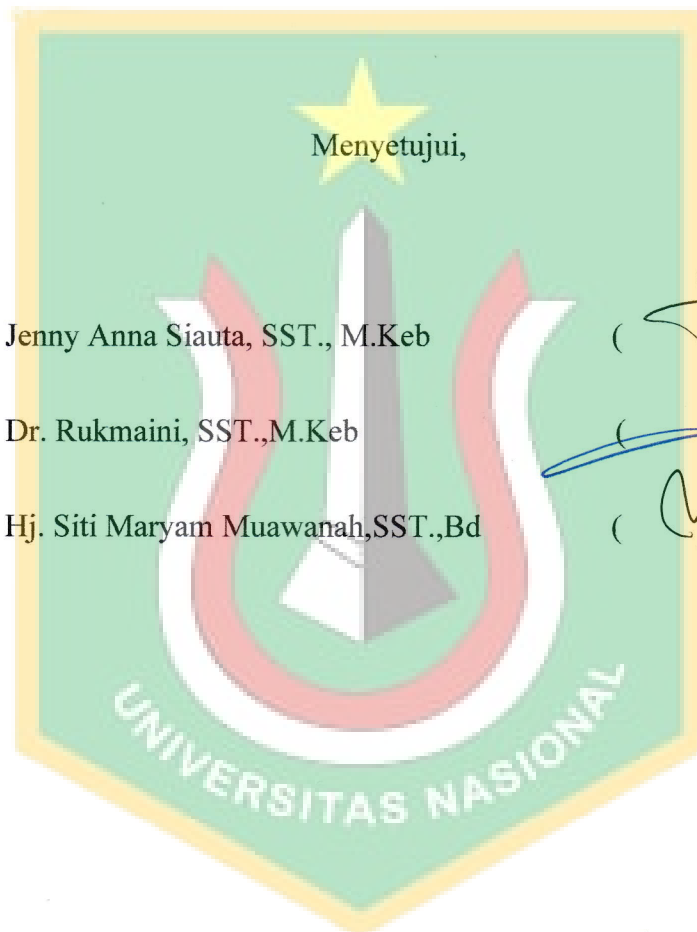 Menyetujui,
Jenny Anna Siauta, SST., M.Keb (
Dr. Rukmaini, SST.,M.Keb (
Hj. Siti Maryam Muawanah,SST.,Bd (
UNIVERSITAS NASIONAL